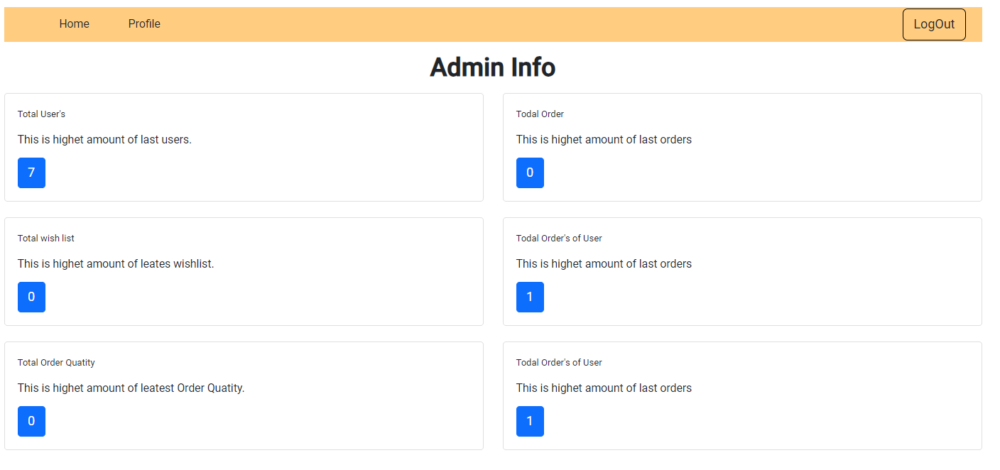 Home Profile LogOut
Admin Info
Total User's
This is highet amount of last users.
7
Todal Order
This is highet amount of last orders
0
Total wish list
This is highet amount of leates wishlist.
0
Todal Order's of User
This is highet amount of last orders
1
Total Order Quatity
This is highet amount of leatest Order Quatity.
0
Todal Order's of User
This is highet amount of last orders
1